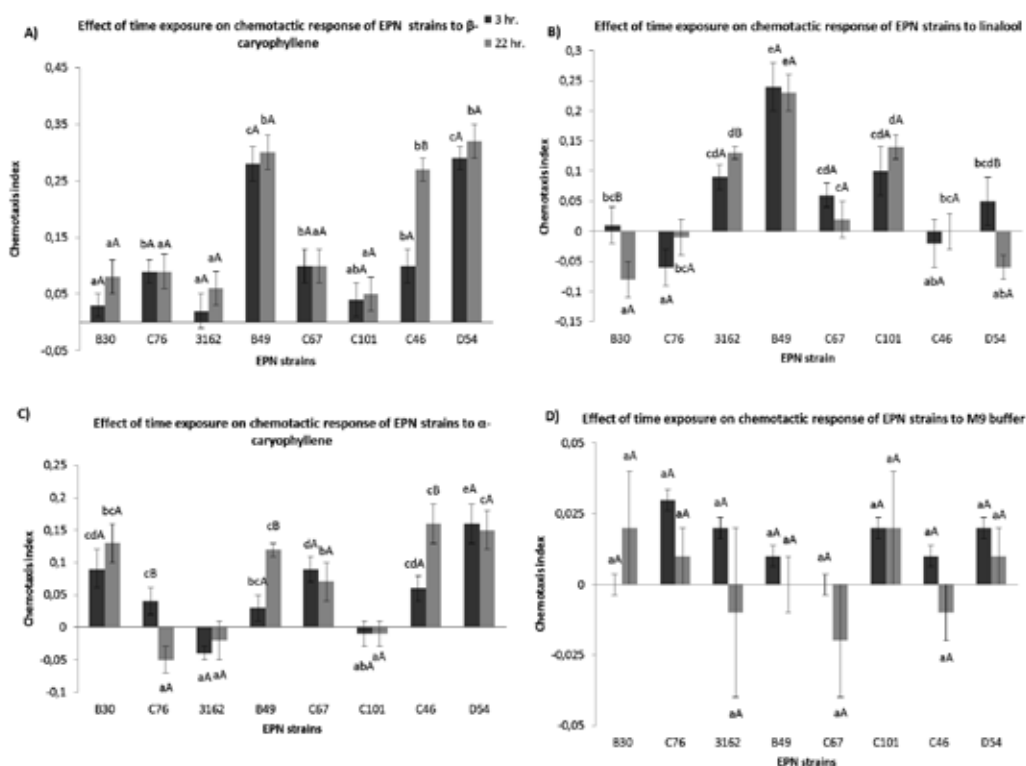 A)
Effect of time exposure on chemotactic response of EPN strains to β-
caryophyllene
3 hr.
22 hr.
Chemotaxis index
0,45
0,35
0,25
0,15
0,05
-0,05
aA aA bA aA aA aA cA bA bA aA abA aA bA bB cA bA
B30 C76 3162 B49 C67 C101 C46 D54
EPN strains
B)
Effect of time exposure on chemotactic response of EPN strains to linalool
Chemotaxis index
0,3
0,25
0,2
0,15
0,1
0,05
0
-0,05
-0,1
-0,15
bcB aA aA bcA cdA dB eA eA cdA cA cdA dA abA bcA bcdB abA
B30 C76 3162 B49 C67 C101 C46 D54
EPN strain
C)
Effect of time exposure on chemotactic response of EPN strains to α-
caryophyllene
Chemotaxis index
0,25
0,2
0,15
0,1
0,05
0
-0,05
-0,1
cdA bcA cB aA aA aA bcA cB dA bA abA aA cdA cB eA cA
B30 C76 3162 B49 C67 C101 C46 D54
EPN strains
D)
Effect of time exposure on chemotactic response of EPN strains to M9 buffer
Chemotaxis index
0,05
0,025
0
-0,025
-0,05
aA aA aA aA aA aA aA aA aA aA aA aA aA aA aA aA
B30 C76 3162 B49 C67 C101 C46 D54
EPN strains